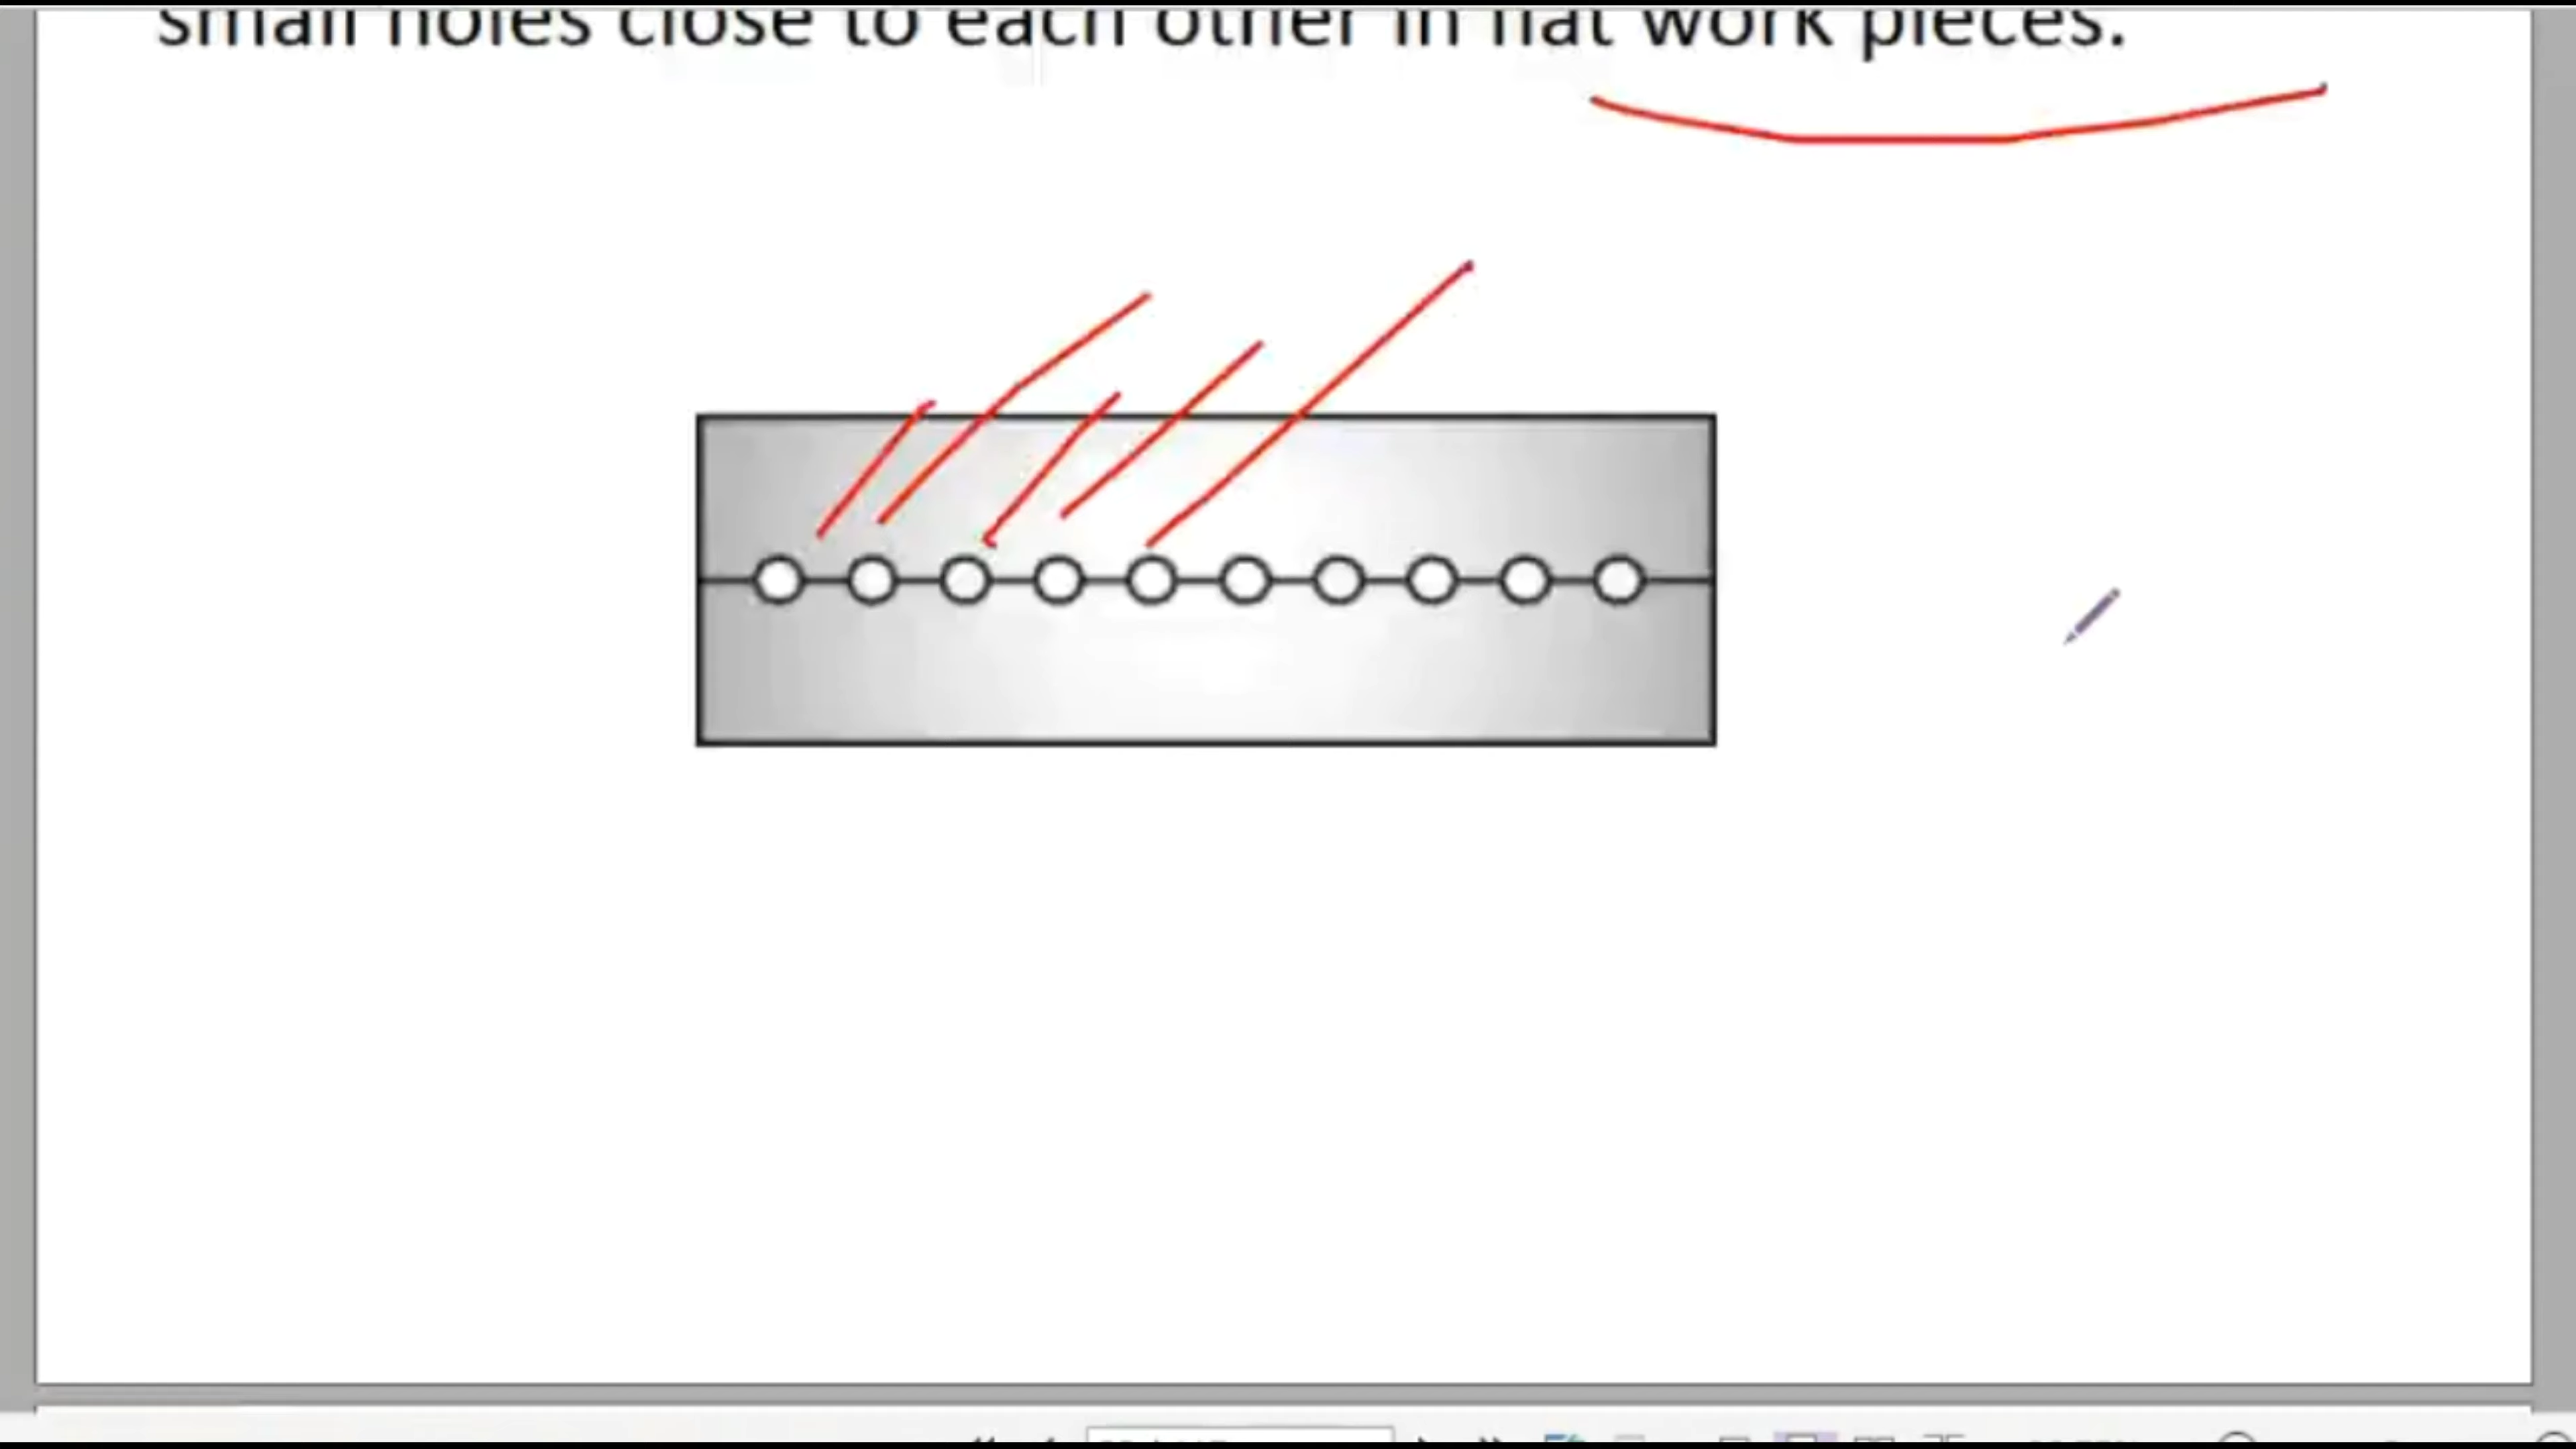 small holes close to each other in flat work pieces.